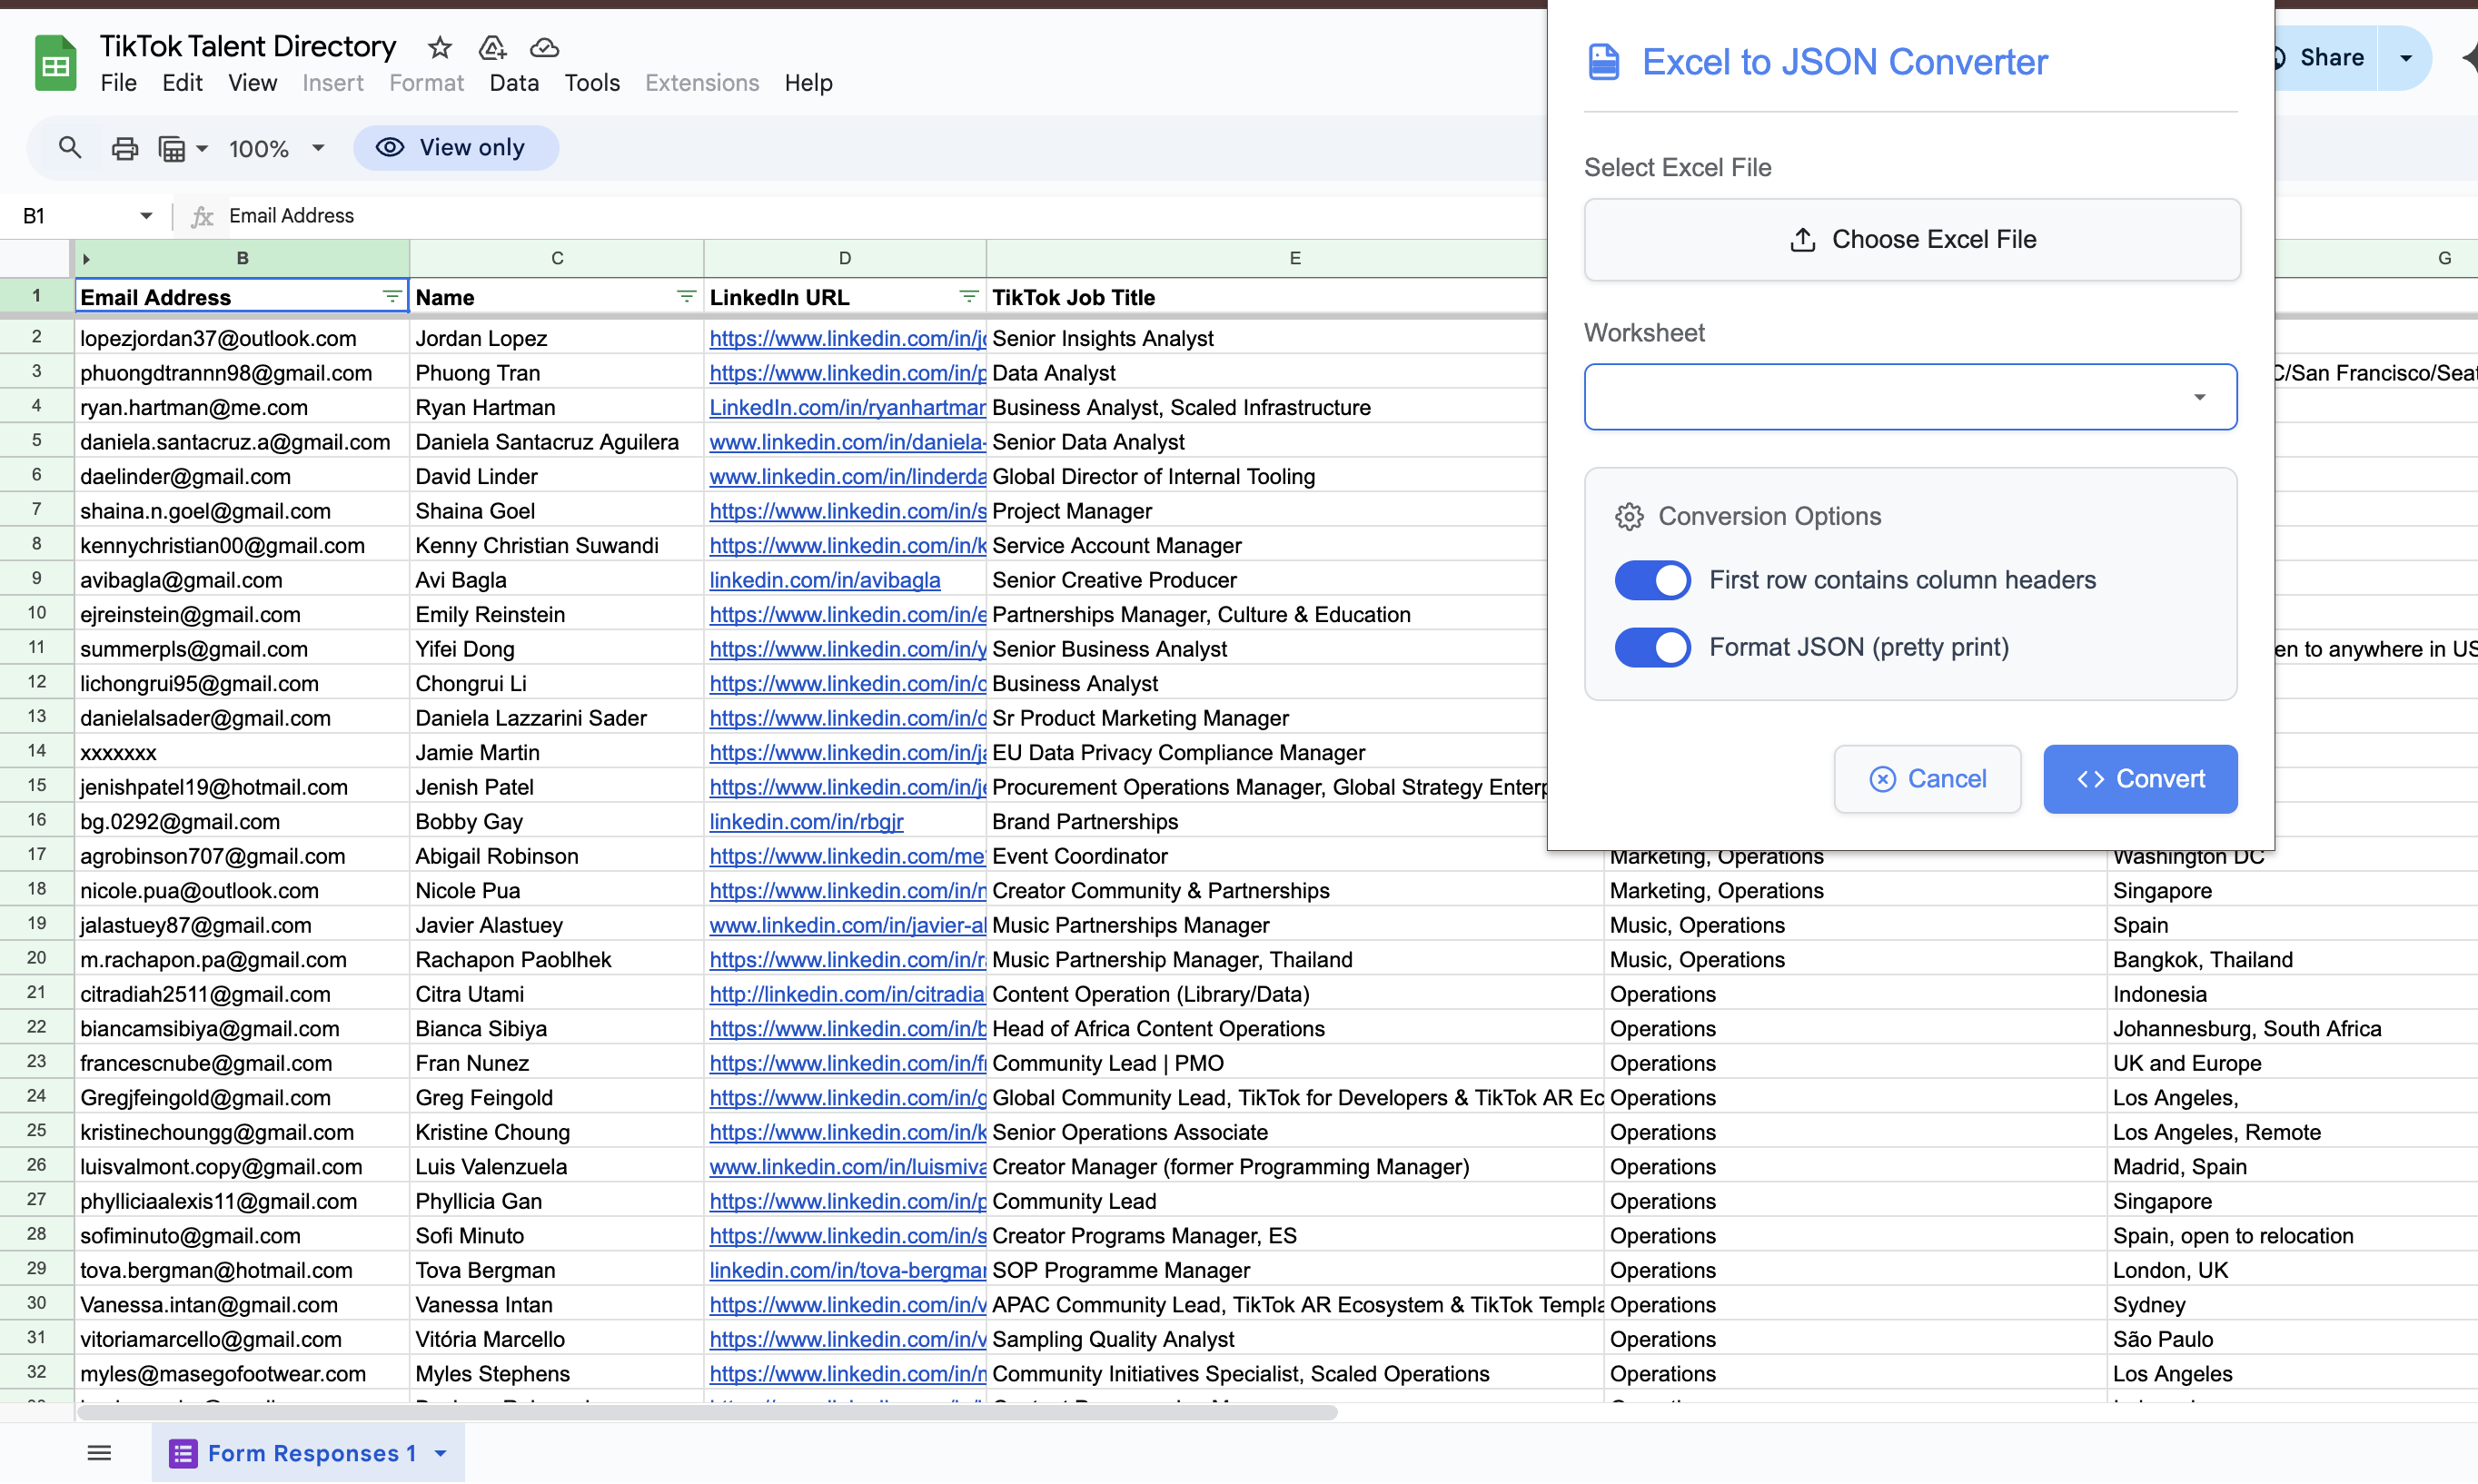 TikTok Talent Directory
File Edit View Insert Format Data Tools Extensions Help
Share
100% View only
B1 fx Email Address
Excel to JSON Converter
Select Excel File
Choose Excel File
Worksheet
Conversion Options
First row contains column headers
Format JSON (pretty print)
Cancel Convert
B C D E G
1 Email Address Name LinkedIn URL TikTok Job Title
2 lopezjordan37@outlook.com Jordan Lopez https://www.linkedin.com/in/jo Senior Insights Analyst
3 phuongdtrannn98@gmail.com Phuong Tran https://www.linkedin.com/in/p Data Analyst C/San Francisco/Seat
4 ryan.hartman@me.com Ryan Hartman LinkedIn.com/in/ryanhartmar Business Analyst, Scaled Infrastructure
5 daniela.santacruz.a@gmail.com Daniela Santacruz Aguilera www.linkedin.com/in/daniela- Senior Data Analyst
6 daelinder@gmail.com David Linder www.linkedin.com/in/linderda Global Director of Internal Tooling
7 shaina.n.goel@gmail.com Shaina Goel https://www.linkedin.com/in/s Project Manager
8 kennychristian00@gmail.com Kenny Christian Suwandi https://www.linkedin.com/in/k Service Account Manager
9 avibagla@gmail.com Avi Bagla linkedin.com/in/avibagla Senior Creative Producer
10 ejreinstein@gmail.com Emily Reinstein https://www.linkedin.com/in/e Partnerships Manager, Culture & Education
11 summerpls@gmail.com Yifei Dong https://www.linkedin.com/in/y Senior Business Analyst en to anywhere in US
12 lichongrui95@gmail.com Chongrui Li https://www.linkedin.com/in/c Business Analyst
13 danielalsader@gmail.com Daniela Lazzarini Sader https://www.linkedin.com/in/d Sr Product Marketing Manager
14 xxxxxxx Jamie Martin https://www.linkedin.com/in/ja EU Data Privacy Compliance Manager
15 jenishpatel19@hotmail.com Jenish Patel https://www.linkedin.com/in/je Procurement Operations Manager, Global Strategy Enterp
16 bg.0292@gmail.com Bobby Gay linkedin.com/in/rbgjr Brand Partnerships
17 agrobinson707@gmail.com Abigail Robinson https://www.linkedin.com/me Event Coordinator Marketing, Operations Washington DC
18 nicole.pua@outlook.com Nicole Pua https://www.linkedin.com/in/n Creator Community & Partnerships Marketing, Operations Singapore
19 jalastuey87@gmail.com Javier Alastuey www.linkedin.com/in/javier-al Music Partnerships Manager Music, Operations Spain
20 m.rachapon.pa@gmail.com Rachapon Paoblhek https://www.linkedin.com/in/r Music Partnership Manager, Thailand Music, Operations Bangkok, Thailand
21 citradiah2511@gmail.com Citra Utami http://linkedin.com/in/citradia Content Operation (Library/Data) Operations Indonesia
22 biancamsibiya@gmail.com Bianca Sibiya https://www.linkedin.com/in/b Head of Africa Content Operations Operations Johannesburg, South Africa
23 francescnube@gmail.com Fran Nunez https://www.linkedin.com/in/f Community Lead | PMO Operations UK and Europe
24 Gregjfeingold@gmail.com Greg Feingold https://www.linkedin.com/in/g Global Community Lead, TikTok for Developers & TikTok AR Ec Operations Los Angeles,
25 kristinechoungg@gmail.com Kristine Choung https://www.linkedin.com/in/k Senior Operations Associate Operations Los Angeles, Remote
26 luisvalmont.copy@gmail.com Luis Valenzuela www.linkedin.com/in/luismiva Creator Manager (former Programming Manager) Operations Madrid, Spain
27 phylliciaalexis11@gmail.com Phyllicia Gan https://www.linkedin.com/in/p Community Lead Operations Singapore
28 sofiminuto@gmail.com Sofi Minuto https://www.linkedin.com/in/s Creator Programs Manager, ES Operations Spain, open to relocation
29 tova.bergman@hotmail.com Tova Bergman linkedin.com/in/tova-bergmar SOP Programme Manager Operations London, UK
30 Vanessa.intan@gmail.com Vanessa Intan https://www.linkedin.com/in/v APAC Community Lead, TikTok AR Ecosystem & TikTok Templa Operations Sydney
31 vitoriamarcello@gmail.com Vitória Marcello https://www.linkedin.com/in/v Sampling Quality Analyst Operations São Paulo
32 myles@masegofootwear.com Myles Stephens https://www.linkedin.com/in/n Community Initiatives Specialist, Scaled Operations Operations Los Angeles
Form Responses 1